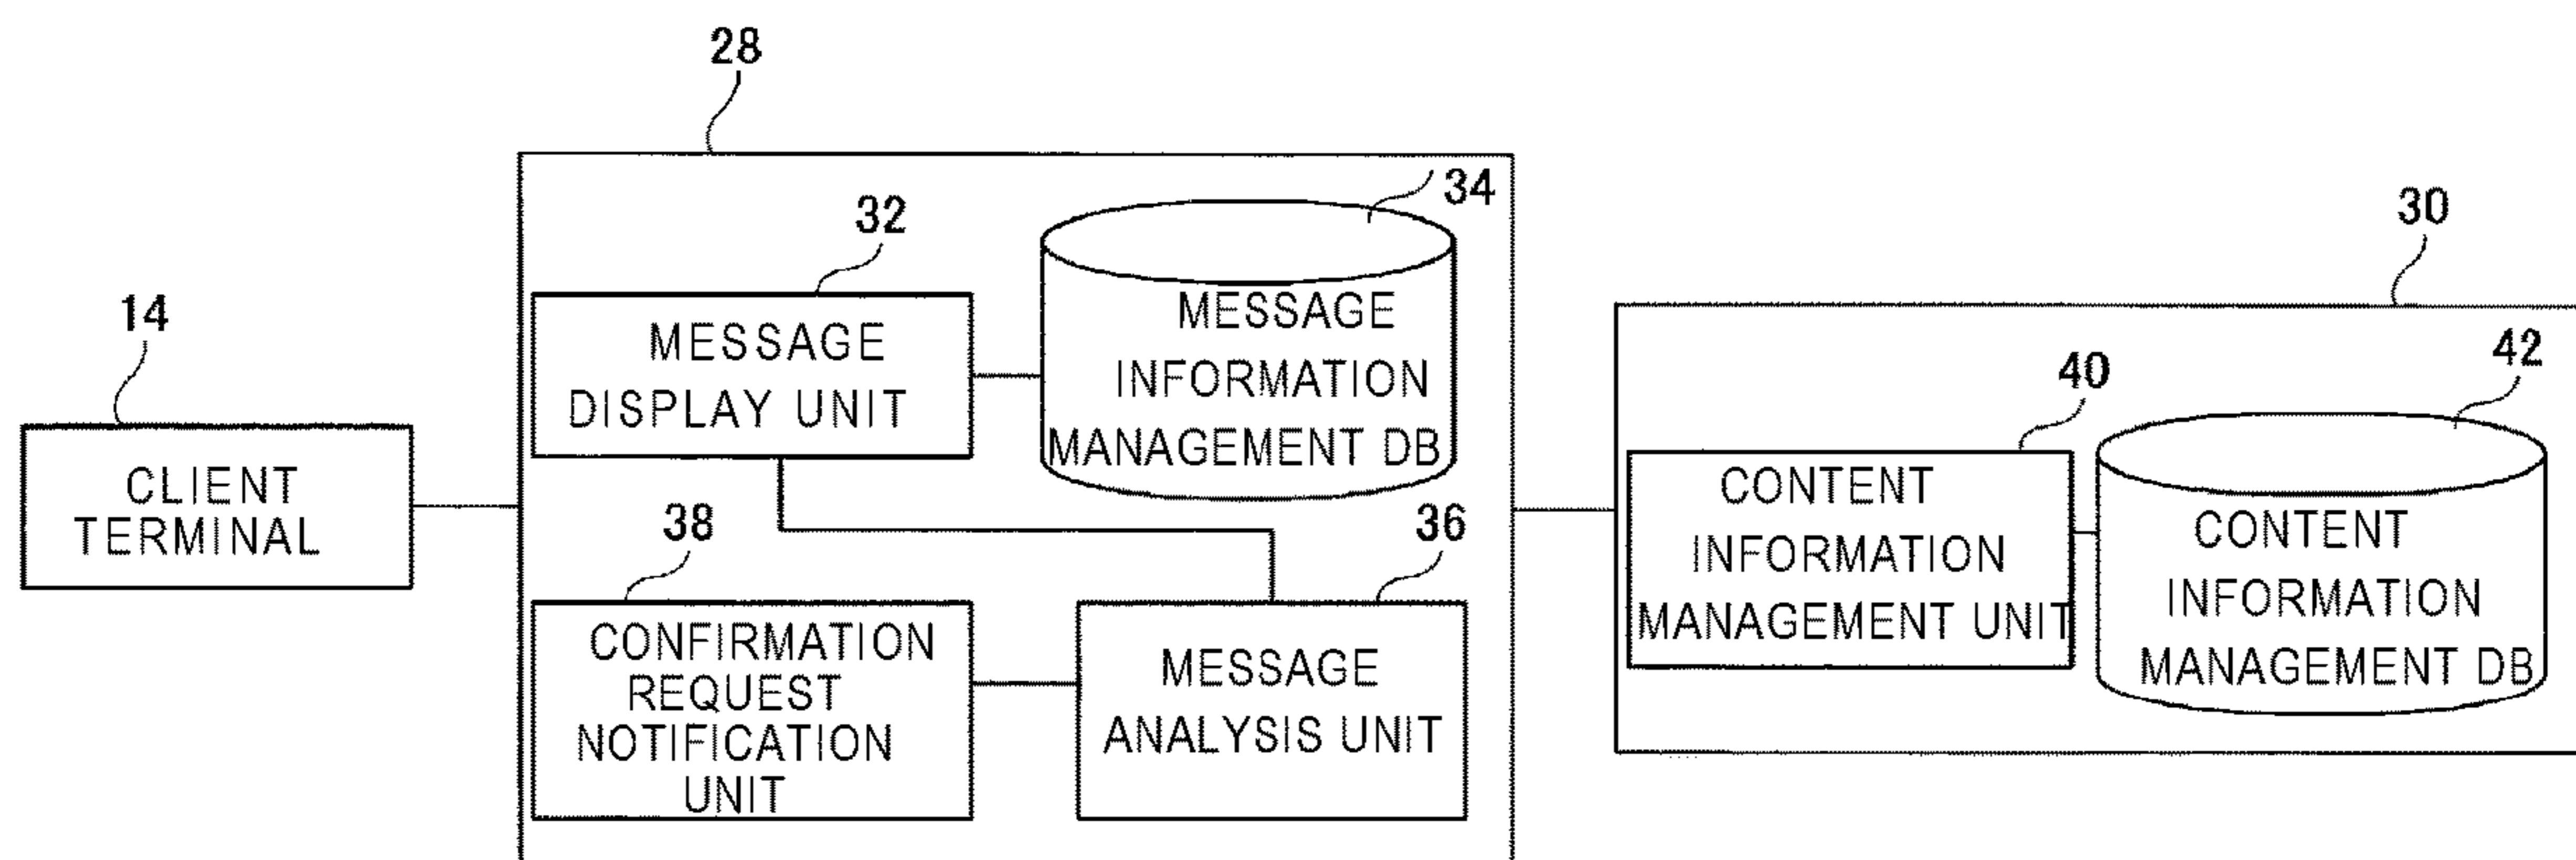 28
34
32
30
14
MESSAGE
DISPLAY UNIT
MESSAGE
INFORMATION
MANAGEMENT DB
42
40
CLIENT
TERMINAL
CONTENT
INFORMATION
MANAGEMENT UNIT
CONTENT
INFORMATION
MANAGEMENT DB
38
36
CONFIRMATION
REQUEST
NOTIFICATION
UNIT
MESSAGE
ANALYSIS UNIT